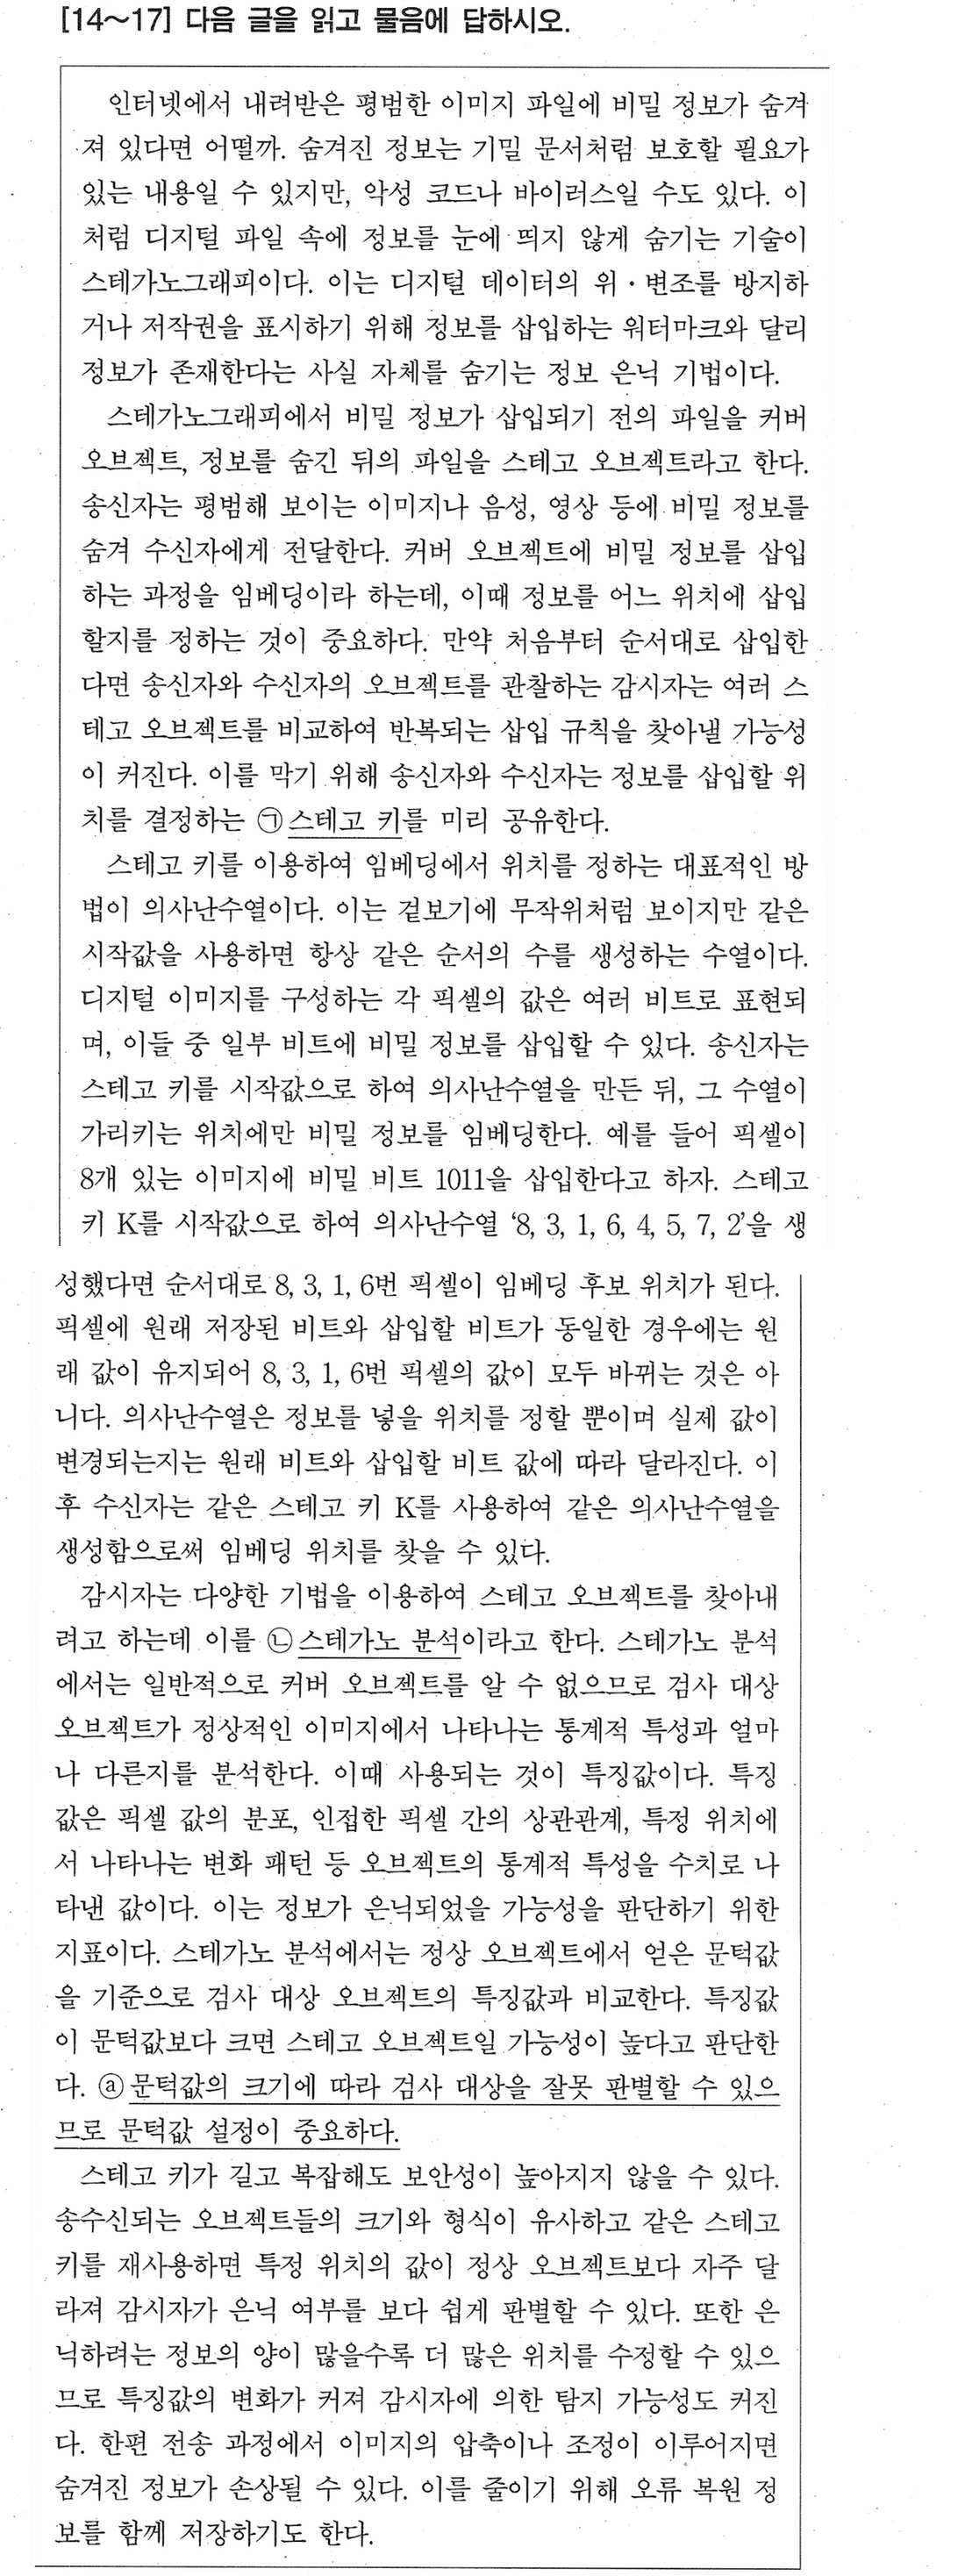 [14~17] 다음 글을 읽고 물음에 답하시오.
인터넷에서 내려받은 평범한 이미지 파일에 비밀 정보가 숨겨
져 있다면 어떨까. 숨겨진 정보는 기밀 문서처럼 보호할 필요가
있는 내용일 수 있지만, 악성 코드나 바이러스일 수도 있다. 이
처럼 디지털 파일 속에 정보를 눈에 띄지 않게 숨기는 기술이
스테가노그래피이다. 이는 디지털 데이터의 위·변조를 방지하
거나 저작권을 표시하기 위해 정보를 삽입하는 워터마크와 달리
정보가 존재한다는 사실 자체를 숨기는 정보 은닉 기법이다.
스테가노그래피에서 비밀 정보가 삽입되기 전의 파일을 커버
오브젝트, 정보를 숨긴 뒤의 파일을 스테고 오브젝트라고 한다.
송신자는 평범해 보이는 이미지나 음성, 영상 등에 비밀 정보를
숨겨 수신자에게 전달한다. 커버 오브젝트에 비밀 정보를 삽입
하는 과정을 임베딩이라 하는데, 이때 정보를 어느 위치에 삽입
할지를 정하는 것이 중요하다. 만약 처음부터 순서대로 삽입한
다면 송신자와 수신자의 오브젝트를 관찰하는 감시자는 여러 스
테고 오브젝트를 비교하여 반복되는 삽입 규칙을 찾아낼 가능성
이 커진다. 이를 막기 위해 송신자와 수신자는 정보를 삽입할 위
치를 결정하는 ㉠스테고 키를 미리 공유한다.
스테고 키를 이용하여 임베딩에서 위치를 정하는 대표적인 방
법이 의사난수열이다. 이는 겉보기에 무작위처럼 보이지만 같은
시작값을 사용하면 항상 같은 순서의 수를 생성하는 수열이다.
디지털 이미지를 구성하는 각 픽셀의 값은 여러 비트로 표현되
며, 이들 중 일부 비트에 비밀 정보를 삽입할 수 있다. 송신자는
스테고 키를 시작값으로 하여 의사난수열을 만든 뒤, 그 수열이
가리키는 위치에만 비밀 정보를 임베딩한다. 예를 들어 픽셀이
8개 있는 이미지에 비밀 비트 1011을 삽입한다고 하자. 스테고
키 K를 시작값으로 하여 의사난수열 ‘8, 3, 1, 6, 4, 5, 7, 2’을 생
성했다면 순서대로 8, 3, 1, 6번 픽셀이 임베딩 후보 위치가 된다.
픽셀에 원래 저장된 비트와 삽입할 비트가 동일한 경우에는 원
래 값이 유지되어 8, 3, 1, 6번 픽셀의 값이 모두 바뀌는 것은 아
니다. 의사난수열은 정보를 넣을 위치를 정할 뿐이며 실제 값이
변경되는지는 원래 비트와 삽입할 비트 값에 따라 달라진다. 이
후 수신자는 같은 스테고 키 K를 사용하여 같은 의사난수열을
생성함으로써 임베딩 위치를 찾을 수 있다.
감시자는 다양한 기법을 이용하여 스테고 오브젝트를 찾아내
려고 하는데 이를 ㉡스테가노 분석이라고 한다. 스테가노 분석
에서는 일반적으로 커버 오브젝트를 알 수 없으므로 검사 대상
오브젝트가 정상적인 이미지에서 나타나는 통계적 특성과 얼마
나 다른지를 분석한다. 이때 사용되는 것이 특징값이다. 특징
값은 픽셀 값의 분포, 인접한 픽셀 간의 상관관계, 특정 위치에
서 나타나는 변화 패턴 등 오브젝트의 통계적 특성을 수치로 나
타낸 값이다. 이는 정보가 은닉되었을 가능성을 판단하기 위한
지표이다. 스테가노 분석에서는 정상 오브젝트에서 얻은 문턱값
을 기준으로 검사 대상 오브젝트의 특징값과 비교한다. 특징값
이 문턱값보다 크면 스테고 오브젝트일 가능성이 높다고 판단한
다. ⓐ문턱값의 크기에 따라 검사 대상을 잘못 판별할 수 있으
므로 문턱값 설정이 중요하다.
스테고 키가 길고 복잡해도 보안성이 높아지지 않을 수 있다.
송수신되는 오브젝트들의 크기와 형식이 유사하고 같은 스테고
키를 재사용하면 특정 위치의 값이 정상 오브젝트보다 자주 달
라져 감시자가 은닉 여부를 보다 쉽게 판별할 수 있다. 또한 은
닉하려는 정보의 양이 많을수록 더 많은 위치를 수정할 수 있으
므로 특징값의 변화가 커져 감시자에 의한 탐지 가능성도 커진
다. 한편 전송 과정에서 이미지의 압축이나 조정이 이루어지면
숨겨진 정보가 손상될 수 있다. 이를 줄이기 위해 오류 복원 정
보를 함께 저장하기도 한다.